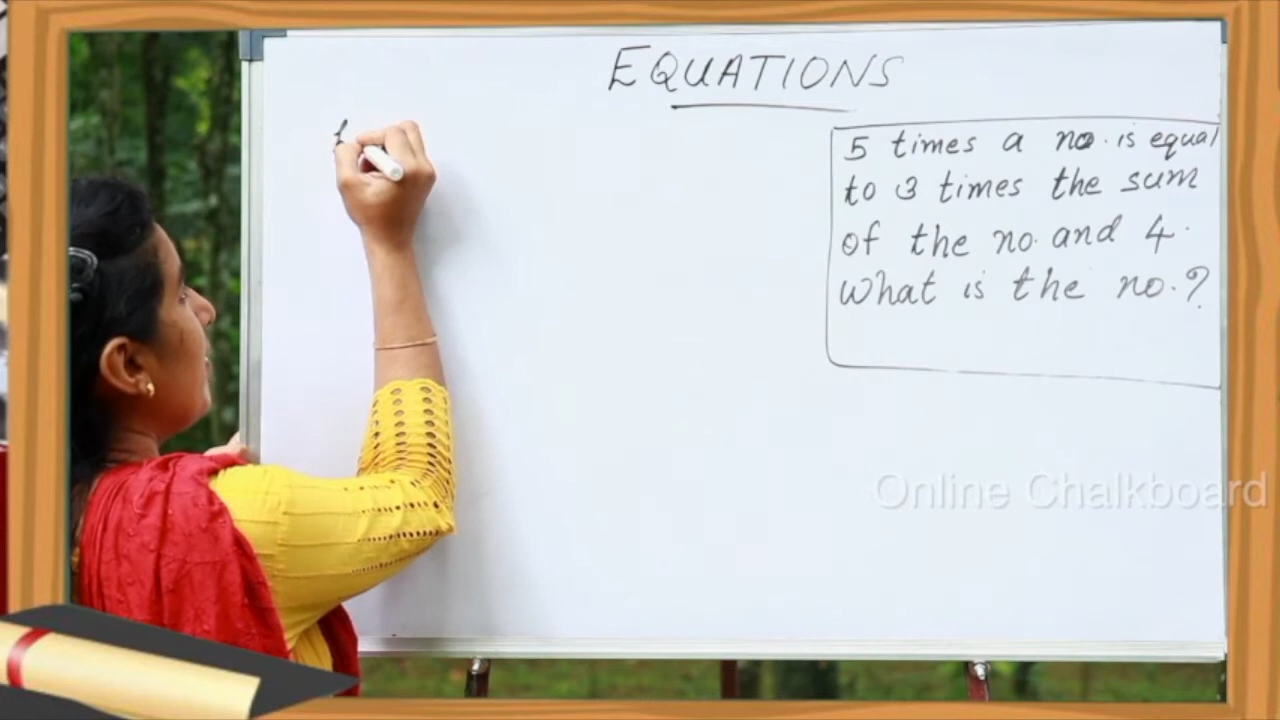 EQUATIONS
5 times a no. is equal
to 3 times the sum
of the no. and 4.
What is the no.?
Online Chalkboard